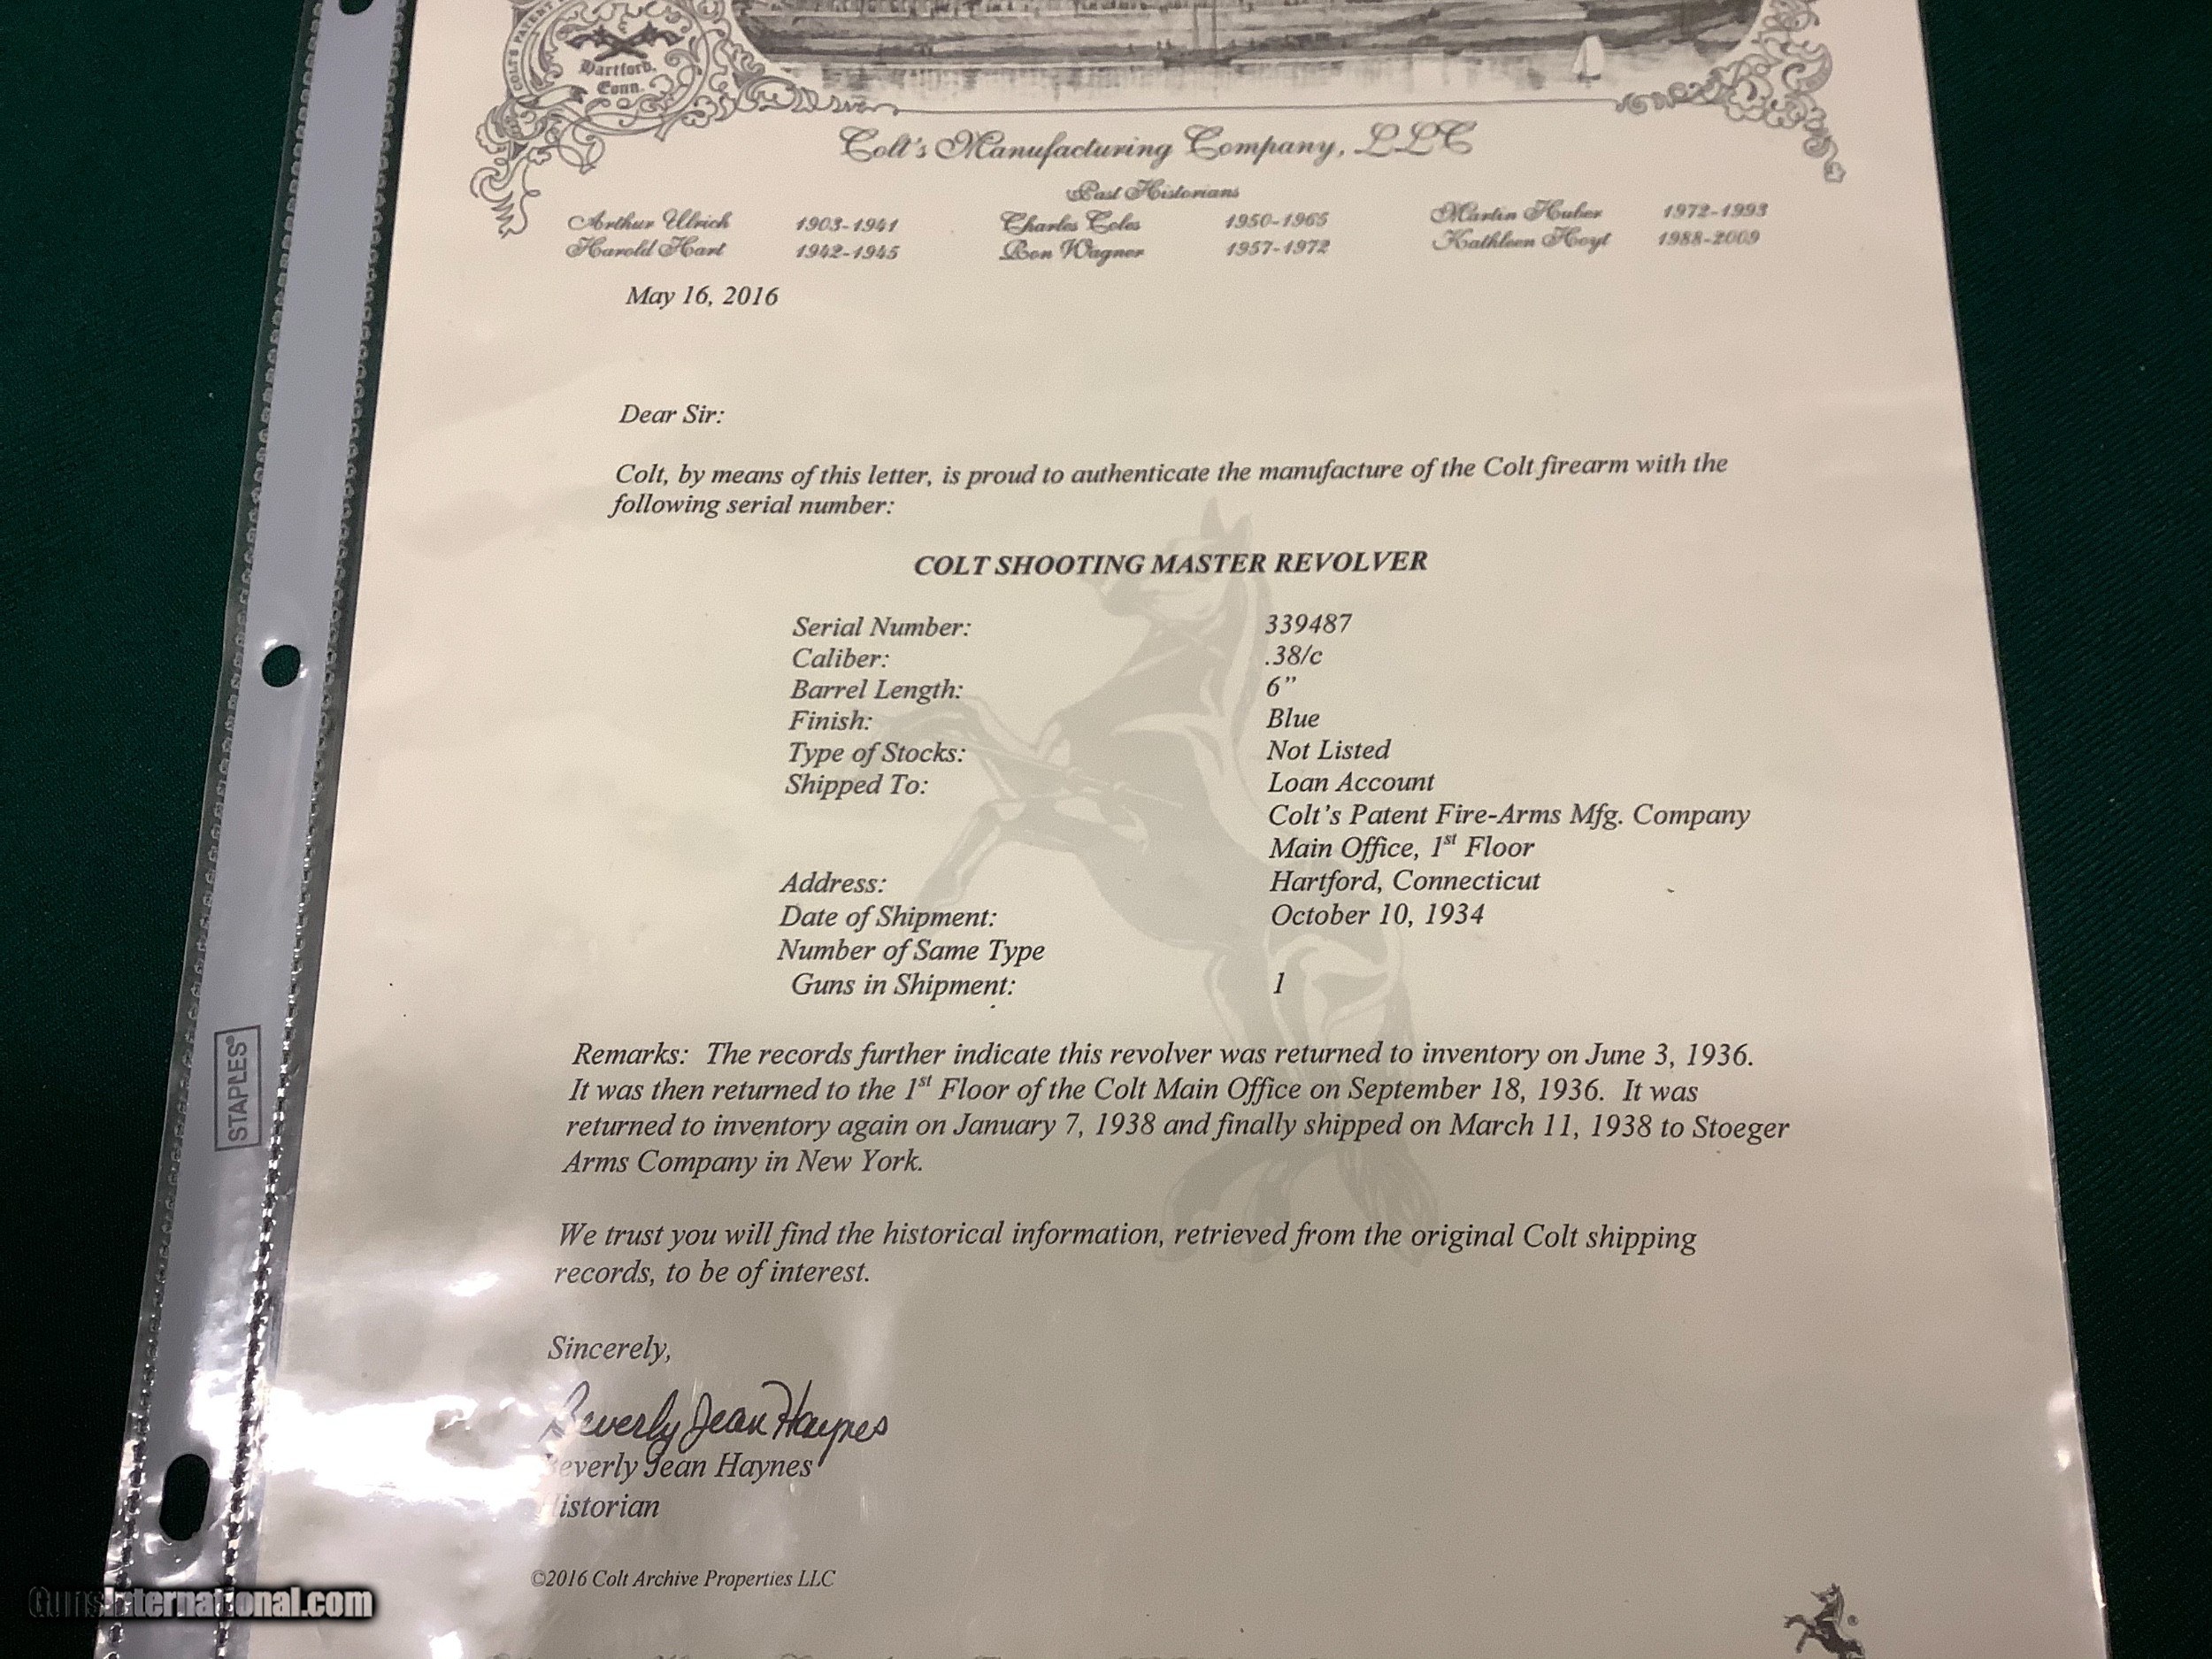 COLT'S PATENT
Hartford,
Conn.
Colt's Manufacturing Company, LLC
Past Historians
Arthur Ulrich 1903-1941 Charles Coles 1950-1965 Martin Huber 1972-1993
Harold Hart 1942-1945 Ron Wagner 1957-1972 Kathleen Hoyt 1988-2009
May 16, 2016
Dear Sir:
Colt, by means of this letter, is proud to authenticate the manufacture of the Colt firearm with the
following serial number:
COLT SHOOTING MASTER REVOLVER
Serial Number: 339487
Caliber: .38/c
Barrel Length: 6”
Finish: Blue
Type of Stocks: Not Listed
Shipped To: Loan Account
Colt’s Patent Fire-Arms Mfg. Company
Main Office, 1st Floor
Address: Hartford, Connecticut
Date of Shipment: October 10, 1934
Number of Same Type
Guns in Shipment: 1
Remarks: The records further indicate this revolver was returned to inventory on June 3, 1936.
It was then returned to the 1st Floor of the Colt Main Office on September 18, 1936. It was
returned to inventory again on January 7, 1938 and finally shipped on March 11, 1938 to Stoeger
Arms Company in New York.
We trust you will find the historical information, retrieved from the original Colt shipping
records, to be of interest.
Sincerely,
Beverly Jean Haynes
Beverly Jean Haynes
Historian
©2016 Colt Archive Properties LLC
STAPLES®
GunsInternational.com